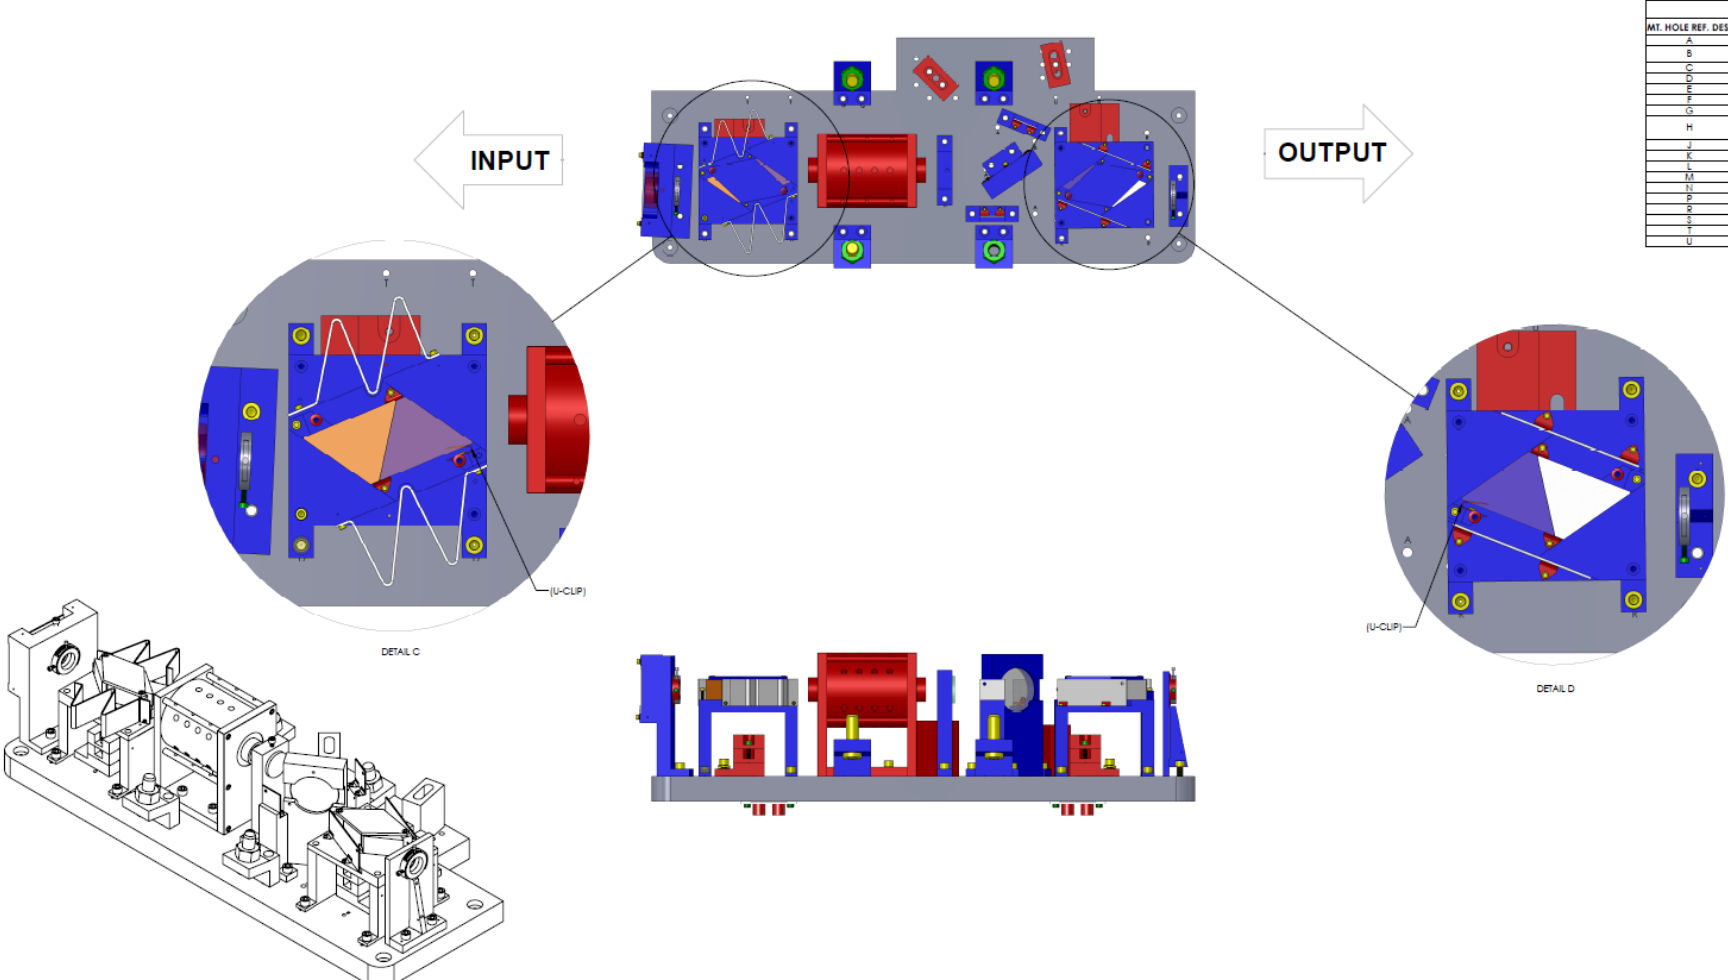 MT. HOLE REF. DES
A
B
C
D
E
F
G
H
J
K
L
M
N
P
R
S
T
U
INPUT
OUTPUT
T T
(U-CLIP)
DETAIL C
A
A
(U-CLIP)
DETAIL D